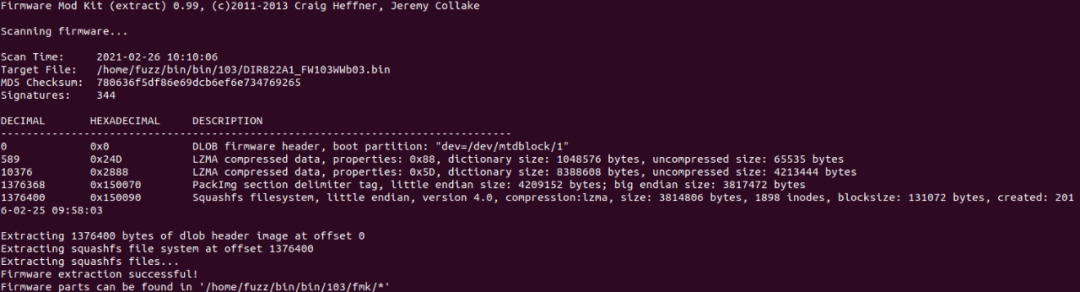 Firmware Mod Kit (extract) 0.99, (c)2011-2013 Craig Heffner, Jeremy Collake
Scanning firmware...
Scan Time:     2021-02-26 10:10:06
Target File:   /home/fuzz/bin/bin/103/DIR822A1_FW103WWb03.bin
MD5 Checksum:  780636f5df86e69dcb6ef6e734769265
Signatures:    344
DECIMAL       HEXADECIMAL     DESCRIPTION
--------------------------------------------------------------------------------
0             0x0             DLOB firmware header, boot partition: "dev=/dev/mtdblock/1"
589           0x24D           LZMA compressed data, properties: 0x88, dictionary size: 1048576 bytes, uncompressed size: 65535 bytes
10376         0x2888          LZMA compressed data, properties: 0x5D, dictionary size: 8388608 bytes, uncompressed size: 4213444 bytes
1376368       0x150070        PackImg section delimiter tag, little endian size: 4209152 bytes; big endian size: 3817472 bytes
1376400       0x150090        Squashfs filesystem, little endian, version 4.0, compression:lzma, size: 3814806 bytes, 1898 inodes, blocksize: 131072 bytes, created: 201
6-02-25 09:58:03
Extracting 1376400 bytes of dlob header image at offset 0
Extracting squashfs file system at offset 1376400
Extracting squashfs files...
Firmware extraction successful!
Firmware parts can be found in '/home/fuzz/bin/bin/103/fmk/*'